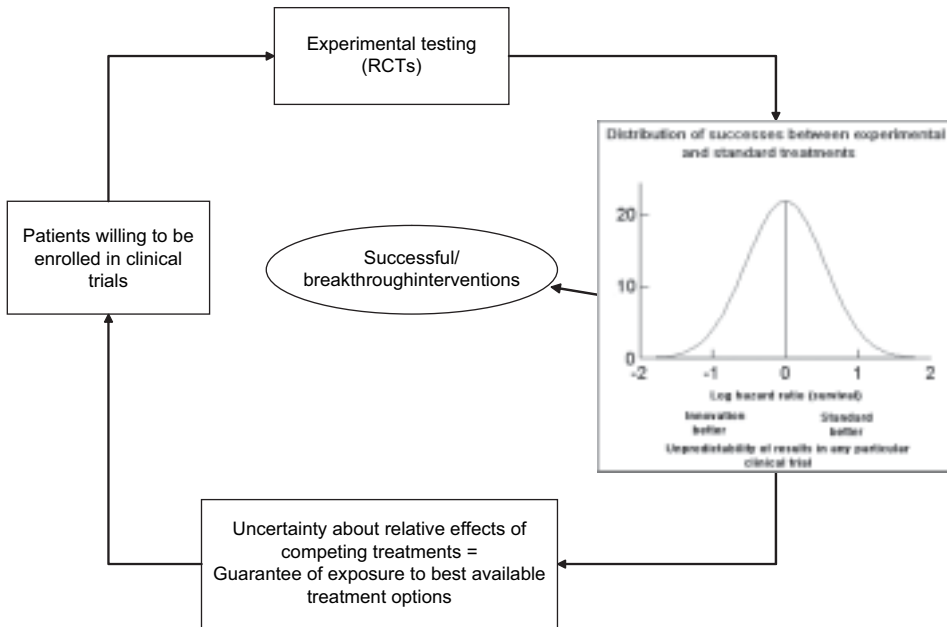 Experimental testing
(RCTs)
Distribution of successes between experimental
and standard treatments
20
10
0
-2
-1
0
1
2
Log hazard ratio (survival)
Innovation
better
Standard
better
Unpredictability of results in any particular
clinical trial
Patients willing to be
enrolled in clinical
trials
Successful/
breakthroughinterventions
Uncertainty about relative effects of
competing treatments =
Guarantee of exposure to best available
treatment options